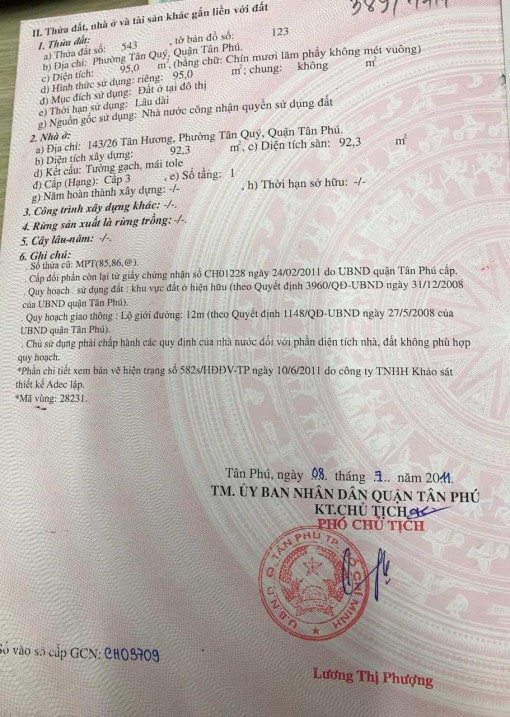 II. Thửa đất, nhà ở và tài sản khác gắn liền với đất
1. Thửa đất:
a) Thửa đất số: 543 , tờ bản đồ số: 123
b) Địa chỉ: Phường Tân Quý, Quận Tân Phú.
c) Diện tích: 95,0 m², (bằng chữ: Chín mươi lăm phẩy không mét vuông)
d) Hình thức sử dụng: riêng: 95,0 m²; chung: không m²
đ) Mục đích sử dụng: Đất ở tại đô thị
e) Thời hạn sử dụng: Lâu dài
g) Nguồn gốc sử dụng: Nhà nước công nhận quyền sử dụng đất
2. Nhà ở:
a) Địa chỉ: 143/26 Tân Hương, Phường Tân Quý, Quận Tân Phú.
b) Diện tích xây dựng: 92,3 m², c) Diện tích sàn: 92,3 m²
d) Kết cấu: Tường gạch, mái tole
đ) Cấp (Hạng): Cấp 3 , e) Số tầng: 1
g) Năm hoàn thành xây dựng: -/- , h) Thời hạn sở hữu: -/-
3. Công trình xây dựng khác: -/-.
4. Rừng sản xuất là rừng trồng: -/-.
5. Cây lâu năm: -/-.
6. Ghi chú:
. Số thửa cũ: MPT(85,86,@).
. Cấp đổi phần còn lại từ giấy chứng nhận số CH01228 ngày 24/02/2011 do UBND quận Tân Phú cấp.
. Quy hoạch sử dụng đất : khu vực đất ở hiện hữu (theo Quyết định 3960/QĐ-UBND ngày 31/12/2008
của UBND quận Tân Phú).
. Quy hoạch giao thông : Lộ giới đường: 12m (theo Quyết định 1148/QĐ-UBND ngày 27/5/2008 của
UBND quận Tân Phú).
. Chủ sử dụng phải chấp hành các quy định của nhà nước đối với phần diện tích nhà, đất không phù hợp
quy hoạch.
*Phần chi tiết xem bản vẽ hiện trạng số 582s/HĐĐV-TP ngày 10/6/2011 do công ty TNHH Khảo sát
thiết kế Adec lập.
*Mã vùng: 28231.
Tân Phú, ngày 08. tháng 7.. năm 2011.
TM. ỦY BAN NHÂN DÂN QUẬN TÂN PHÚ
KT.CHỦ TỊCH
PHÓ CHỦ TỊCH
U.B.N.D Q. TÂN PHÚ TP. HỒ CHÍ MINH
Số vào sổ cấp GCN: CH03709
Lương Thị Phượng